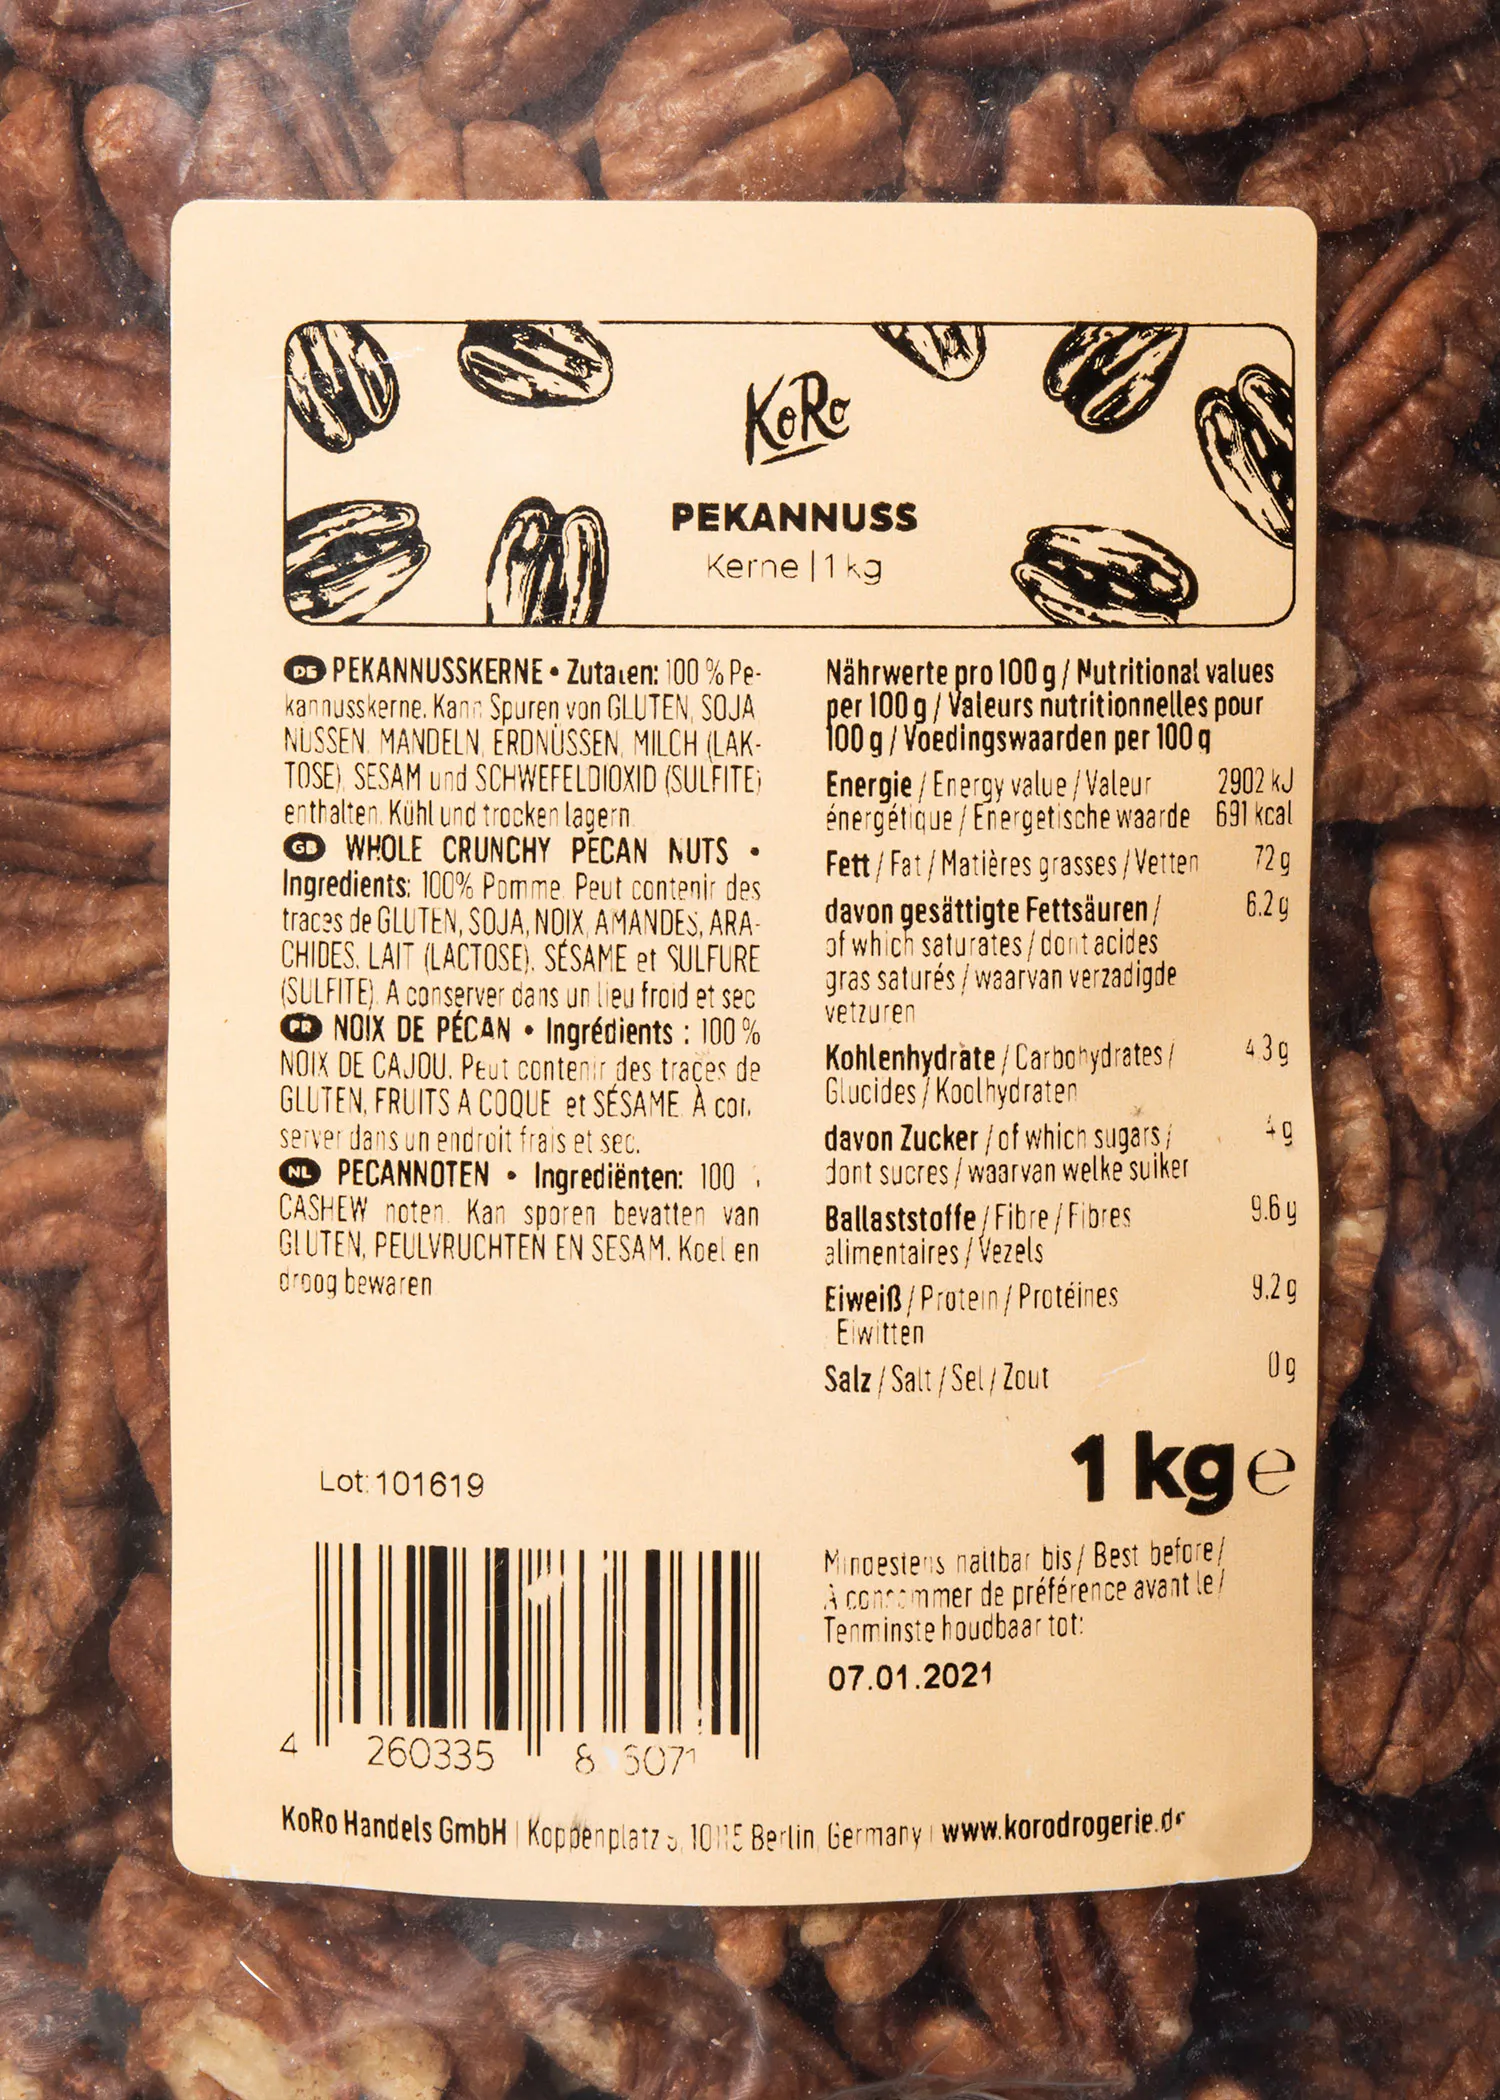 KoRo
PEKANNUSS
Kerne | 1 kg
DE PEKANNUSSKERNE • Zutaten: 100 % Pe-
kannusskerne. Kann Spuren von GLUTEN, SOJA
NÜSSEN, MANDELN, ERDNÜSSEN, MILCH (LAK-
TOSE), SESAM und SCHWEFELDIOXID (SULFITE)
enthalten. Kühl und trocken lagern.
GB WHOLE CRUNCHY PECAN NUTS •
Ingredients: 100% Pomme. Peut contenir des
traces de GLUTEN, SOJA, NOIX, AMANDES, ARA-
CHIDES, LAIT (LACTOSE), SÉSAME et SULFURE
(SULFITE). A conserver dans un lieu froid et sec
FR NOIX DE PÉCAN • Ingrédients : 100 %
NOIX DE CAJOU. Peut contenir des traces de
GLUTEN, FRUITS A COQUE et SÉSAME. À con-
server dans un endroit frais et sec.
NL PECANNOTEN • Ingrediënten: 100
CASHEW noten. Kan sporen bevatten van
GLUTEN, PEULVRUCHTEN EN SESAM. Koel en
droog bewaren
Nährwerte pro 100 g / Nutritional values
per 100 g / Valeurs nutritionnelles pour
100 g / Voedingswaarden per 100 g
Energie / Energy value / Valeur 2902 kJ
énergétique / Energetische waarde 691 kcal
Fett / Fat / Matières grasses / Vetten 72 g
davon gesättigte Fettsäuren / 6.2 g
of which saturates / dont acides
gras saturés / waarvan verzadigde
vetzuren
Kohlenhydrate / Carbohydrates / 4.3 g
Glucides / Koolhydraten
davon Zucker / of which sugars / 4 g
dont sucres / waarvan welke suiker
Ballaststoffe / Fibre / Fibres 9.6 g
alimentaires / Vezels
Eiweiß / Protein / Protéines 9.2 g
Eiwitten
Salz / Salt / Sel / Zout 0 g
1 kg e
Lot: 101619
Mindestens haltbar bis / Best before /
À consommer de préférence avant le /
Tenminste houdbaar tot:
07.01.2021
4 260335
KoRo Handels GmbH | Koppenplatz Berlin, Germany | www.korodrogerie.de